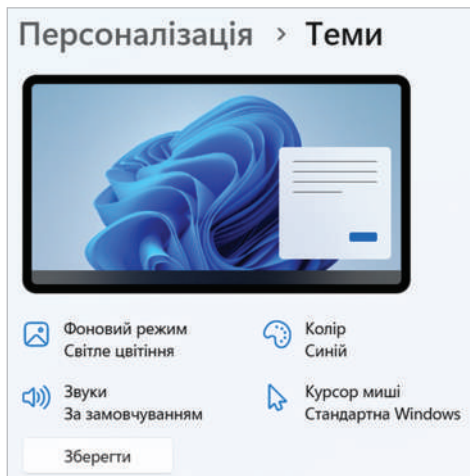 Персоналізація › Теми
Фоновий режим
Світле цвітіння
Колір
Синій
Звуки
За замовчуванням
Курсор миші
Стандартна Windows
Зберегти